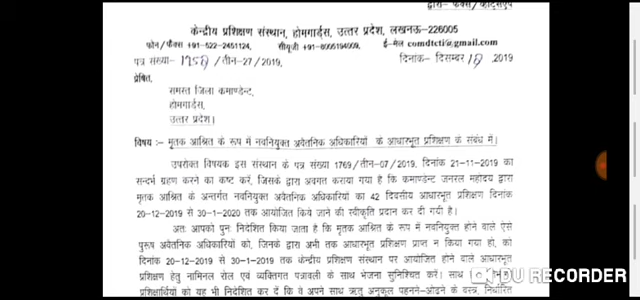 द्वारा- फैक्स/व्हाट्सएप
केन्द्रीय प्रशिक्षण संस्थान, होमगार्ड्स, उत्तर प्रदेश, लखनऊ-226005
फोन/फैक्स +91-522-2451124, सीयूजी +91-8005194009, ई-मेल comdtcti@gmail.com
पत्र संख्या- /तीन-27/2019, दिनांक- दिसम्बर 2019
प्रेषित,
समस्त जिला कमाण्डेन्ट,
होमगार्ड्स,
उत्तर प्रदेश।
विषय :- मृतक आश्रित के रूप में नवनियुक्त अवैतनिक अधिकारियों के आधारभूत प्रशिक्षण के संबंध में।
उपरोक्त विषयक इस संस्थान के पत्र संख्या 1769/तीन-07/2019, दिनांक 21-11-2019 का
सन्दर्भ ग्रहण करने का कष्ट करें, जिसके द्वारा अवगत कराया गया है कि कमाण्डेन्ट जनरल महोदय द्वारा
मृतक आश्रित के अन्तर्गत नवनियुक्त अवैतनिक अधिकारियों का 42 दिवसीय आधारभूत प्रशिक्षण दिनांक
20-12-2019 से 30-1-2020 तक आयोजित किये जाने की स्वीकृति प्रदान कर दी गयी है।
अतः आपको पुनः निर्देशित किया जाता है कि मृतक आश्रित के रूप में नवनियुक्त होने वाले ऐसे
पुरूष अवैतनिक अधिकारियों को, जिनके द्वारा अभी तक आधारभूत प्रशिक्षण प्राप्त न किया गया हो, को
दिनांक 20-12-2019 से 30-1-2020 तक केन्द्रीय प्रशिक्षण संस्थान पर आयोजित होने वाले आधारभूत
प्रशिक्षण हेतु नामिनल रोल एवं व्यक्तिगत पत्रावली के साथ भेजना सुनिश्चित करें। साथ
प्रशिक्षार्थियों को यह भी निर्देशित कर दें कि वे अपने साथ ऋतु अनुकूल पहनने-ओढ़ने के वस्त्र, निर्धारित
DU RECORDER